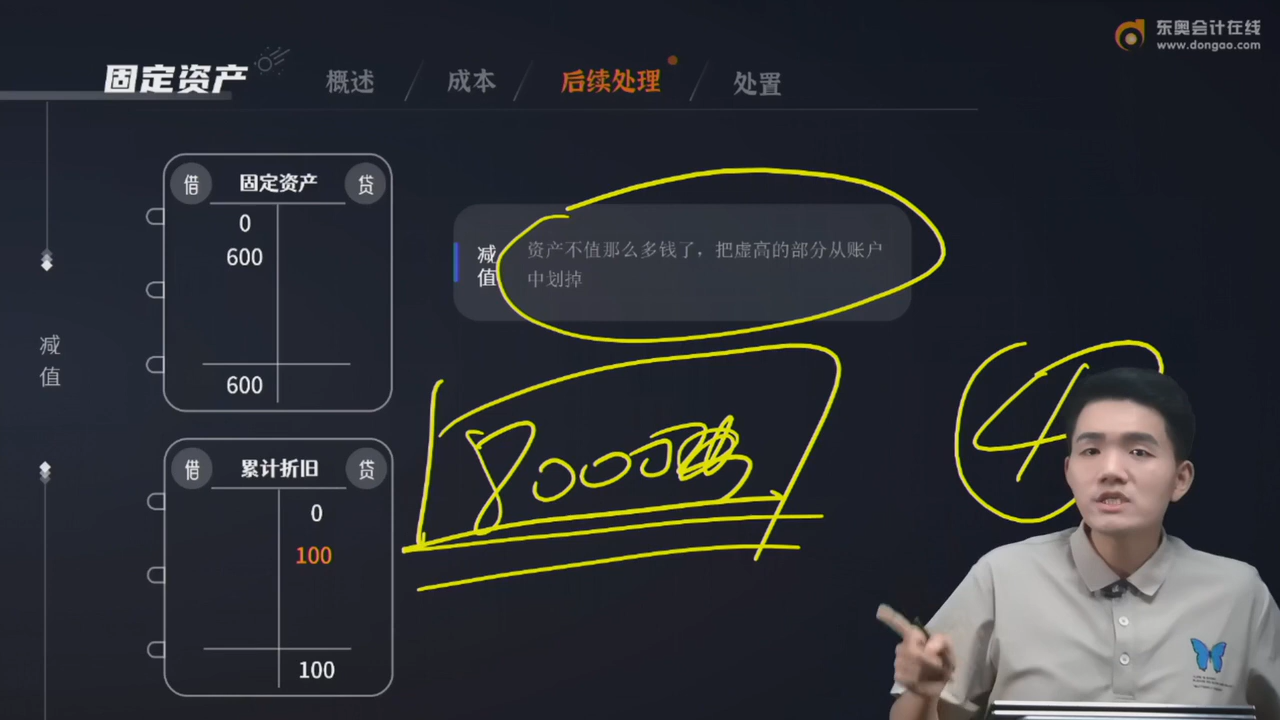 东奥会计在线
www.dongao.com
固定资产
概述 / 成本 / 后续处理 / 处置
减值
借 固定资产 贷
0
600
600
减值
资产不值那么多钱了，把虚高的部分从账户
中划掉
8000
4
借 累计折旧 贷
0
100
100